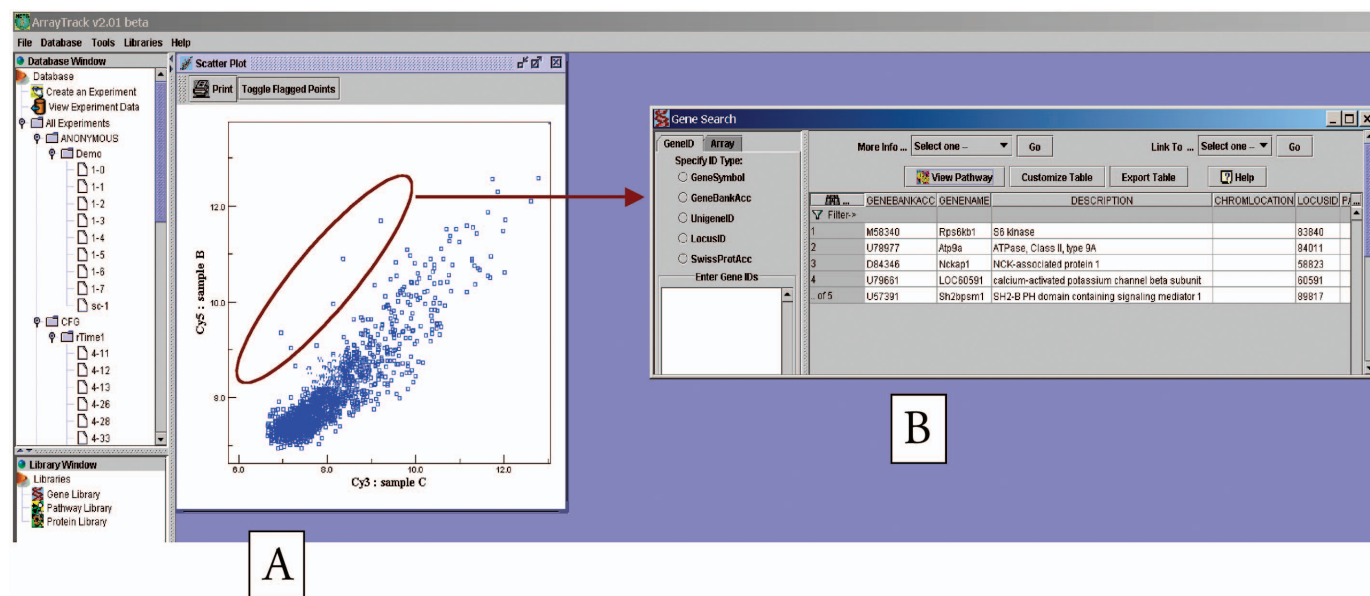 ArrayTrack v2.01 beta
File Database Tools Libraries Help
Database Window
Database
Create an Experiment
View Experiment Data
All Experiments
ANONYMOUS
Demo
1-0
1-1
1-2
1-3
1-4
1-5
1-6
1-7
sc-1
CFG
rTime1
4-11
4-12
4-13
4-26
4-28
4-33
Library Window
Libraries
Gene Library
Pathway Library
Protein Library
Scatter Plot
Print Toggle Flagged Points
12.0
10.0
8.0
Cy5 : sample B
6.0 8.0 10.0 12.0
Cy3 : sample C
A
Gene Search
GeneID Array
Specify ID Type:
GeneSymbol
GeneBankAcc
UnigeneID
LocusID
SwissProtAcc
Enter Gene IDs
More Info ... Select one -- Go Link To ... Select one -- Go
View Pathway Customize Table Export Table Help
... GENEBANKACC GENENAME DESCRIPTION CHROMLOCATION LOCUSID P/ ...
Filter->
1 M58340 Rps6kb1 S6 kinase 83840
2 U78977 Atp9a ATPase, Class II, type 9A 84011
3 D84346 Nckap1 NCK-associated protein 1 58823
4 U79661 LOC60591 calcium-activated potassium channel beta subunit 60591
.. of 5 U57391 Sh2bpsm1 SH2-B PH domain containing signaling mediator 1 89817
B